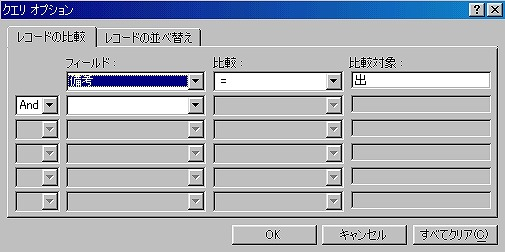 クエリ オプション
レコードの比較 レコードの並べ替え
フィールド: 比較: 比較対象:
備考 = 出
And
OK キャンセル すべてクリア(C)